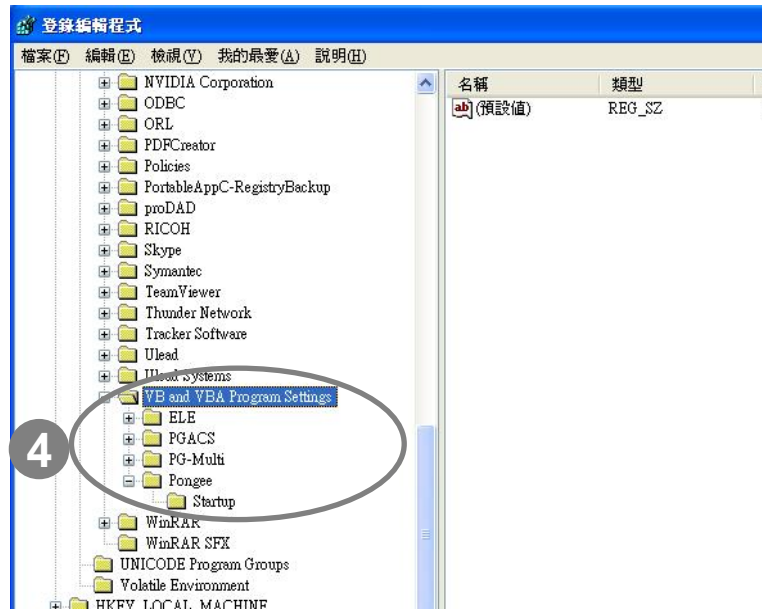 登錄編輯程式
檔案(F) 編輯(E) 檢視(V) 我的最愛(A) 說明(H)
NVIDIA Corporation
ODBC
ORL
PDFCreator
Policies
PortableAppC-RegistryBackup
proDAD
RICOH
Skype
Symantec
TeamViewer
Thunder Network
Tracker Software
Ulead
Ulead Systems
VB and VBA Program Settings
ELE
PGACS
PG-Multi
Pongee
Startup
WinRAR
WinRAR SFX
UNICODE Program Groups
Volatile Environment
HKEY_LOCAL_MACHINE
4
名稱 類型
ab (預設值) REG_SZ